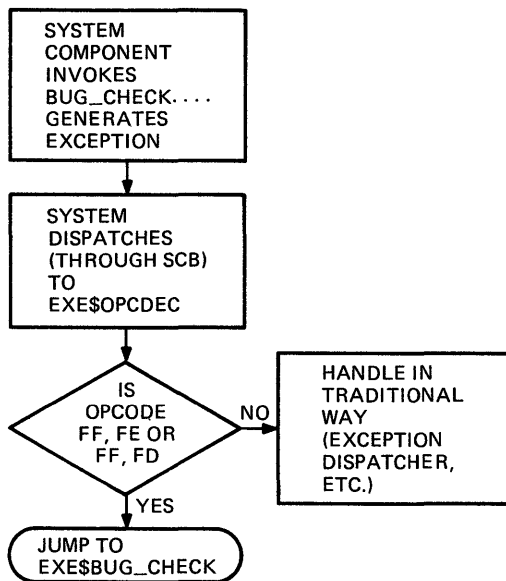 SYSTEM
COMPONENT
INVOKES
BUG_CHECK....
GENERATES
EXCEPTION
SYSTEM
DISPATCHES
(THROUGH SCB)
TO
EXE$OPCDEC
IS
OPCODE
FF, FE OR
FF, FD
NO
HANDLE IN
TRADITIONAL
WAY
(EXCEPTION
DISPATCHER,
ETC.)
YES
JUMP TO
EXE$BUG_CHECK